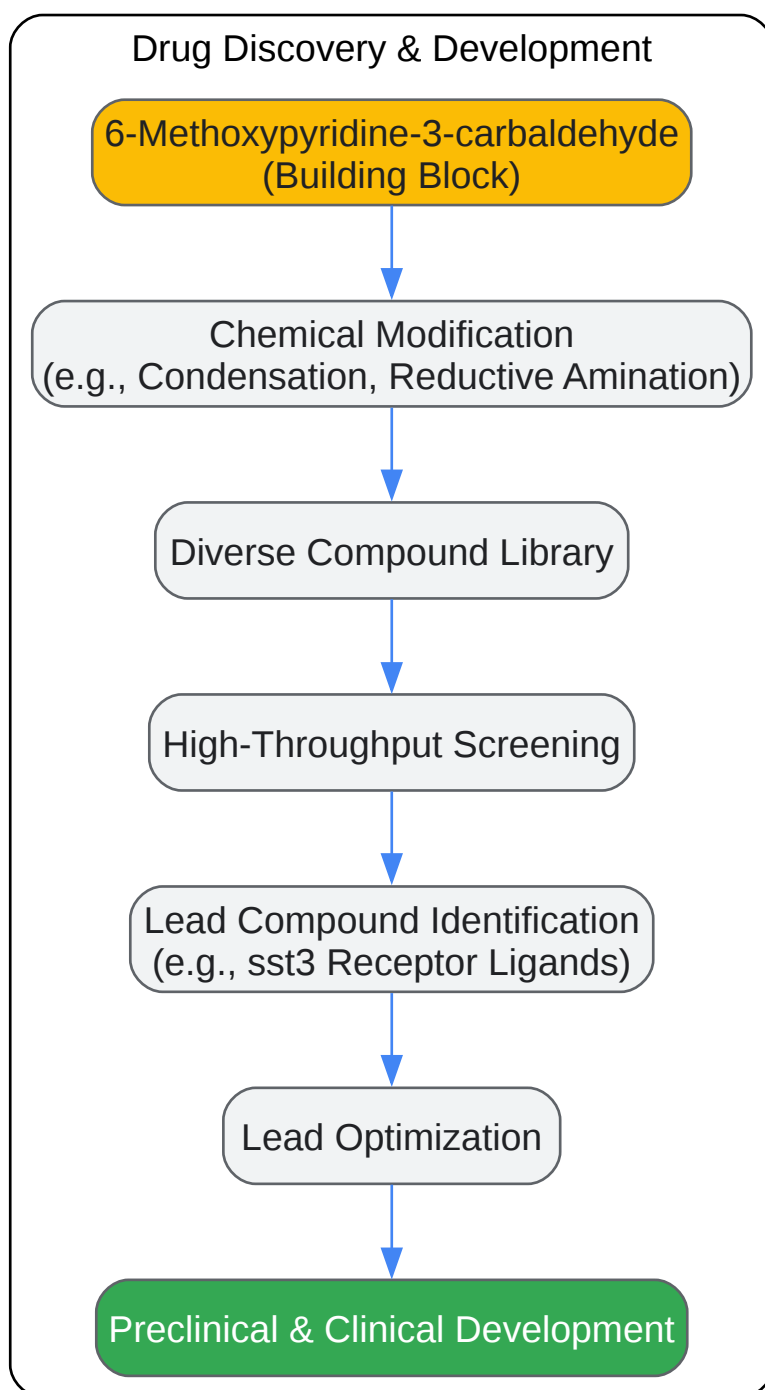 Drug Discovery & Development
6-Methoxypyridine-3-carbaldehyde
(Building Block)
Chemical Modification
(e.g., Condensation, Reductive Amination)
Diverse Compound Library
High-Throughput Screening
Lead Compound Identification
(e.g., sst3 Receptor Ligands)
Lead Optimization
Preclinical & Clinical Development